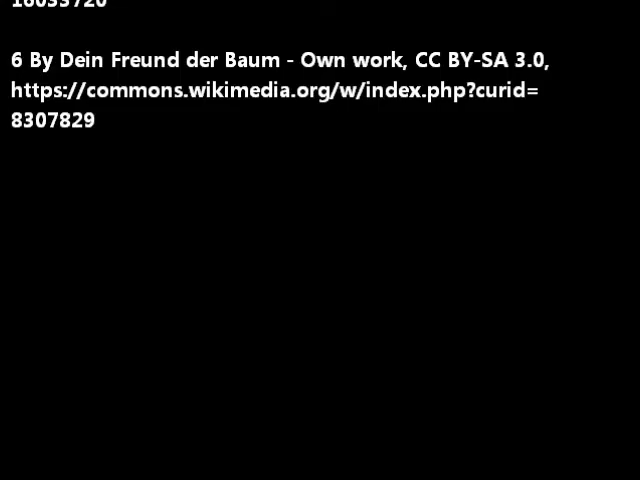 16033720
6 By Dein Freund der Baum - Own work, CC BY-SA 3.0,
https://commons.wikimedia.org/w/index.php?curid=
8307829